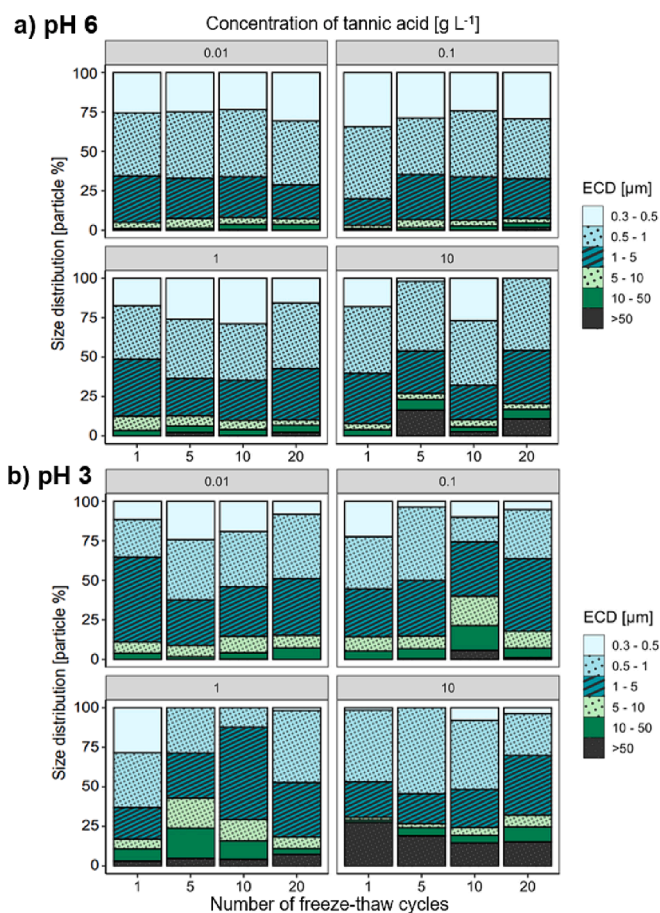 a) pH 6
Concentration of tannic acid [g L⁻¹]
0.01
0.1
Size distribution [particle %]
100
75
50
25
0
1
10
100
75
50
25
0
1
5
10
20
1
5
10
20
ECD [µm]
0.3 - 0.5
0.5 - 1
1 - 5
5 - 10
10 - 50
>50
b) pH 3
0.01
0.1
Size distribution [particle %]
100
75
50
25
0
1
10
100
75
50
25
0
1
5
10
20
1
5
10
20
Number of freeze-thaw cycles
ECD [µm]
0.3 - 0.5
0.5 - 1
1 - 5
5 - 10
10 - 50
>50